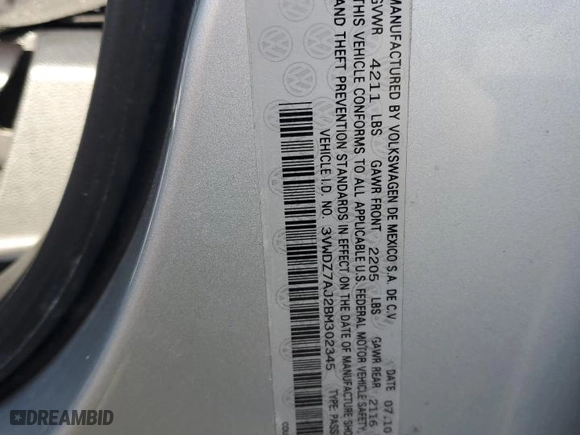 MANUFACTURED BY VOLKSWAGEN DE MEXICO S.A. DE C.V. DATE 07.10
GVWR 4211 LBS GAWR FRONT 2205 LBS GAWR REAR 2116
THIS VEHICLE CONFORMS TO ALL APPLICABLE U.S. FEDERAL MOTOR VEHICLE SAFETY,
AND THEFT PREVENTION STANDARDS IN EFFECT ON THE DATE OF MANUFACTURE
VEHICLE I.D. NO. 3VWDZ7AJ2BM302345 TYPE:
DREAMBID